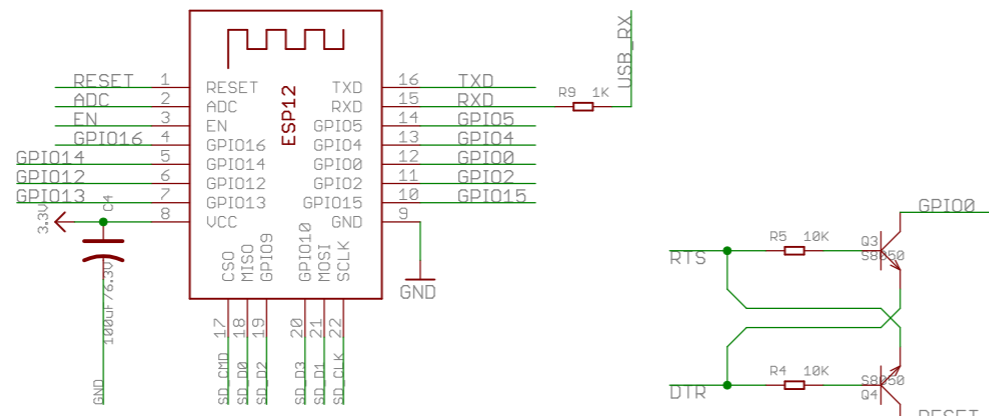 USB_RX
RESET 1 RESET TXD 16 TXD
ADC 2 ADC RXD 15 RXD R9 1K
EN 3 EN GPIO5 14 GPIO5
GPIO16 4 GPIO16 GPIO4 13 GPIO4
GPIO14 5 GPIO14 GPIO0 12 GPIO0
GPIO12 6 GPIO12 GPIO2 11 GPIO2
GPIO13 7 GPIO13 GPIO15 10 GPIO15
3.3V 8 VCC GND 9
ESP12
C4
100uF/6.3V
GND
GND
CSO MISO GPIO9 GPIO10 MOSI SCLK
17 18 19 20 21 22
SD_CMD SD_D0 SD_D2 SD_D3 SD_D1 SD_CLK
GPIO0
RTS R5 10K Q3
S8050
DTR R4 10K S8050
Q4
RESET